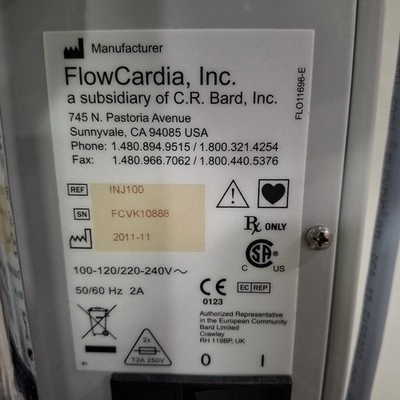 Manufacturer
FlowCardia, Inc.
a subsidiary of C.R. Bard, Inc.
745 N. Pastoria Avenue
Sunnyvale, CA 94085 USA
Phone: 1.480.894.9515 / 1.800.321.4254
Fax: 1.480.966.7062 / 1.800.440.5376
FLO11696-E
REF INJ100
SN FCVK10888
2011-11
Rx ONLY
C SA US
100-120/220-240V~
50/60 Hz 2A
CE
0123
EC REP
Authorized Representative
in the European Community
Bard Limited
Crawley
RH 119BP, UK
2x
T2A 250V
O I